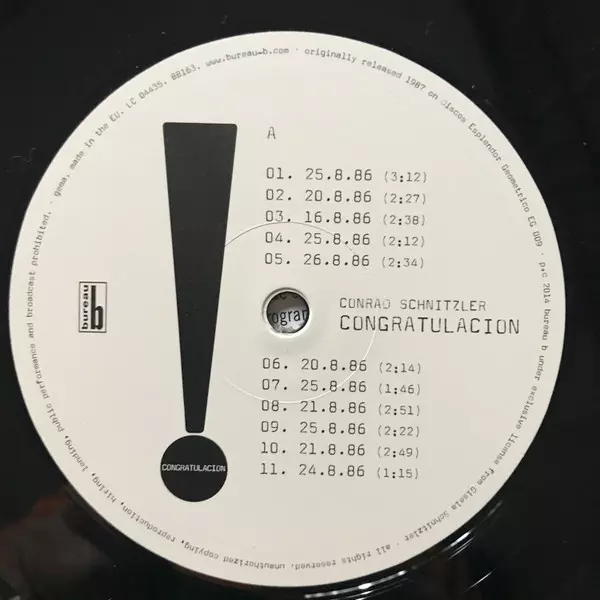 A
01. 25.8.86 (3:12)
02. 20.8.86 (2:27)
03. 16.8.86 (2:38)
04. 25.8.86 (2:12)
05. 26.8.86 (2:34)
CONRAD SCHNITZLER
CONGRATULACION
06. 20.8.86 (2:14)
07. 25.8.86 (1:46)
08. 21.8.86 (2:51)
09. 25.8.86 (2:22)
10. 21.8.86 (2:49)
11. 24.8.86 (1:15)
bureau b
CONGRATULACION
all rights reserved. unauthorized copying, reproduction, hiring, lending, public performance and broadcast prohibited. · gema. made in the EU. LC 04435. BB163. www.bureau-b.com · originally released 1987 on discos Esplendor Geometrico EG 009 · p+c 2014 bureau b under exclusive license from Gisela Schnitzler ·